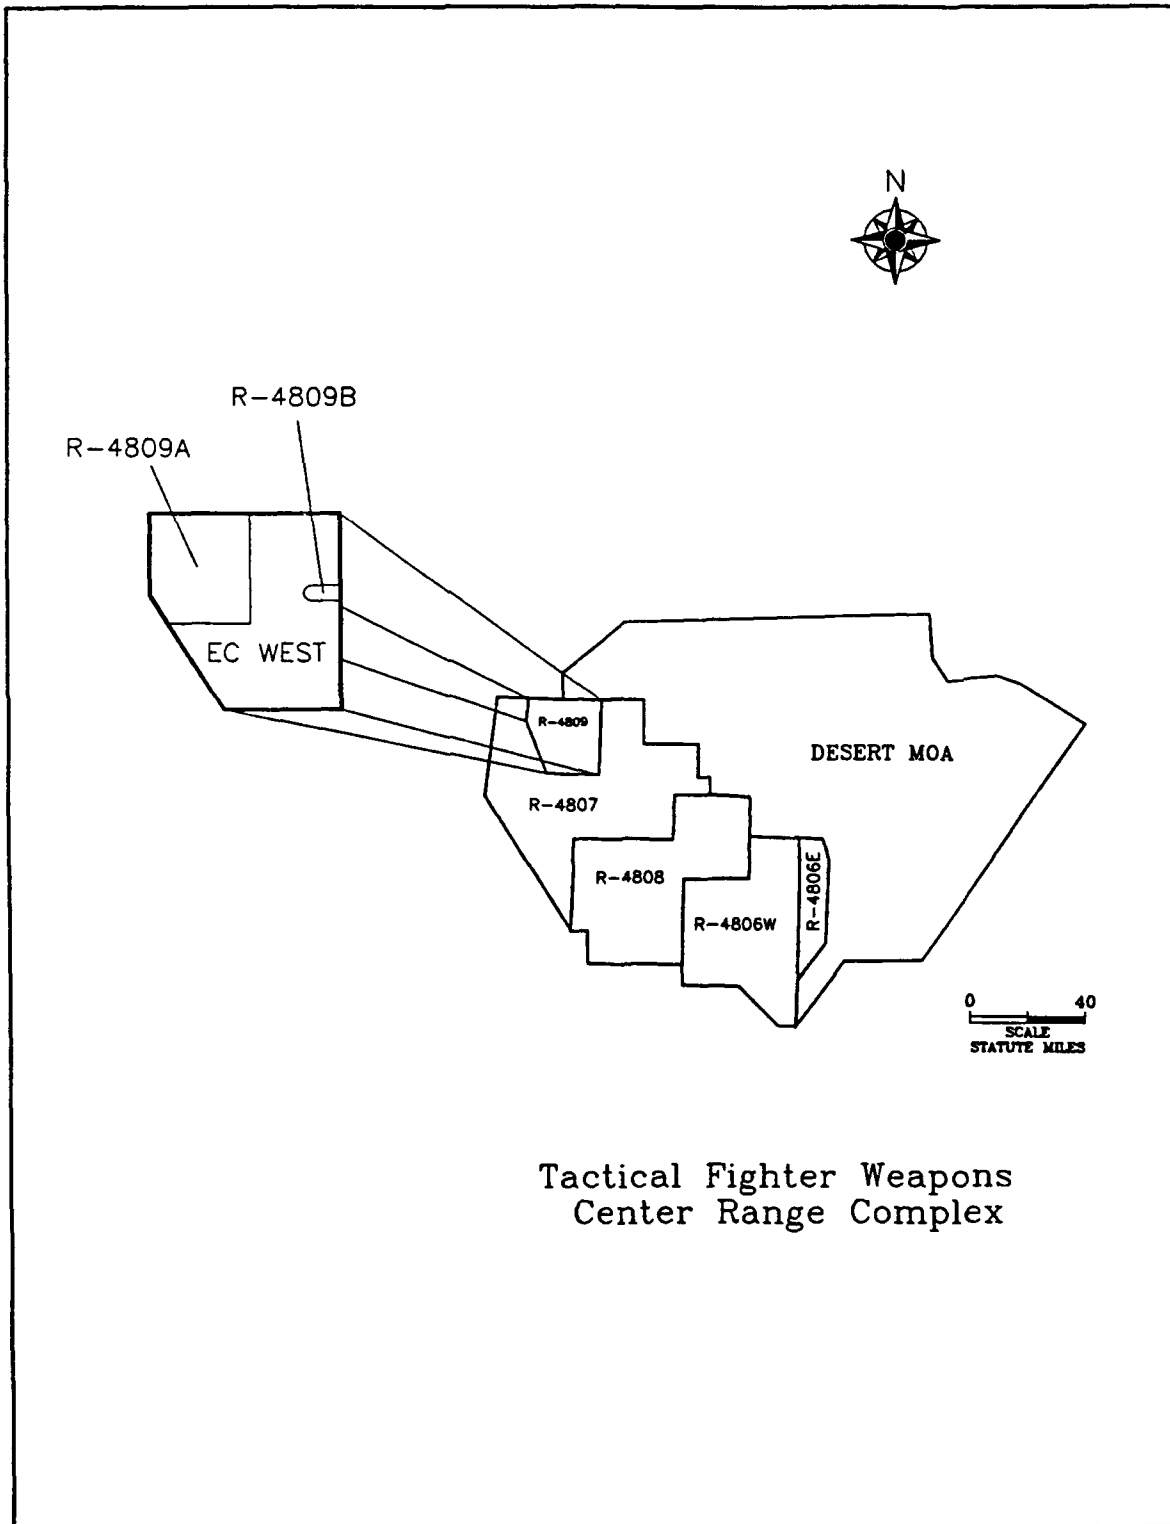 N
R-4809B
R-4809A
EC WEST
R-4809
DESERT MOA
R-4807
R-4808
R-4806E
R-4806W
0 40
SCALE
STATUTE MILES
Tactical Fighter Weapons
Center Range Complex